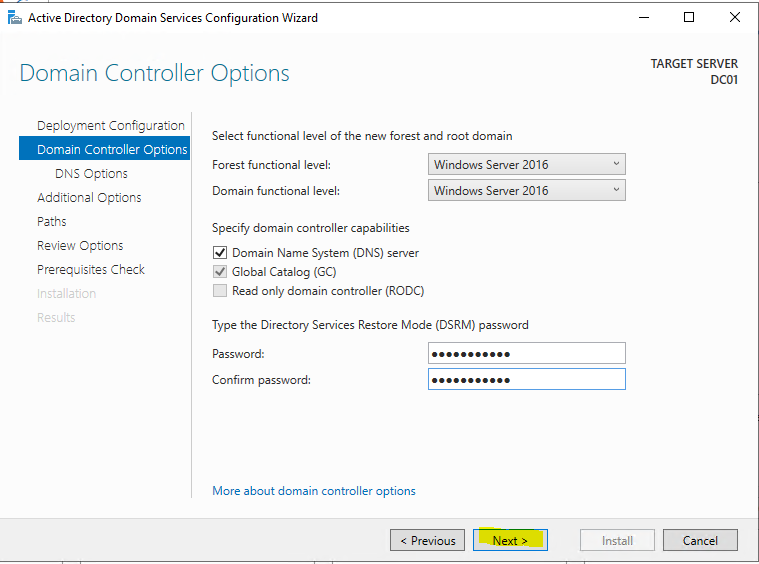 Active Directory Domain Services Configuration Wizard
Domain Controller Options
TARGET SERVER
DC01
Deployment Configuration
Domain Controller Options
DNS Options
Additional Options
Paths
Review Options
Prerequisites Check
Installation
Results
Select functional level of the new forest and root domain
Forest functional level: Windows Server 2016
Domain functional level: Windows Server 2016
Specify domain controller capabilities
Domain Name System (DNS) server
Global Catalog (GC)
Read only domain controller (RODC)
Type the Directory Services Restore Mode (DSRM) password
Password: ●●●●●●●●●●●
Confirm password: ●●●●●●●●●●●
More about domain controller options
< Previous Next > Install Cancel